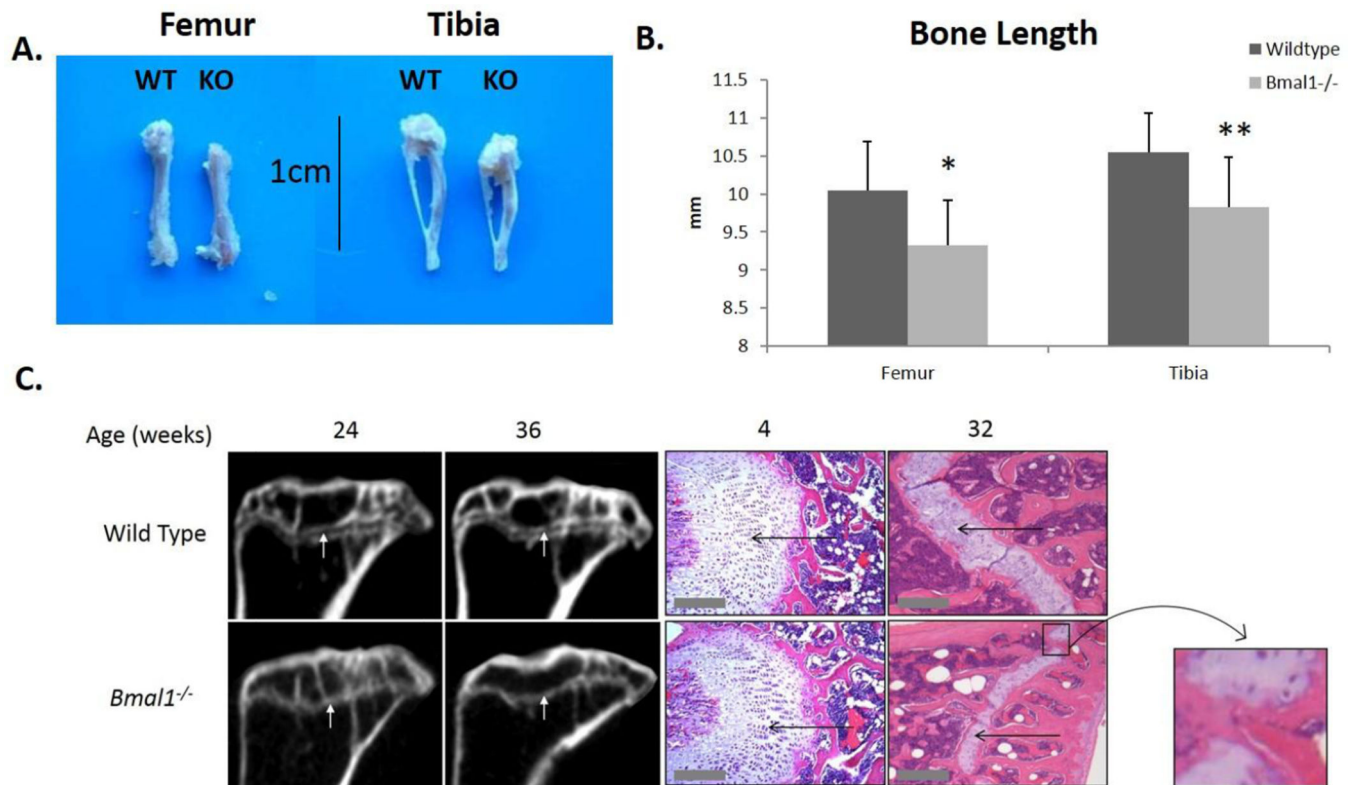 A.
Femur
Tibia
WT KO
WT KO
1cm
B.
Bone Length
Wildtype
Bmal1-/-
11.5
11
10.5
10
9.5
9
8.5
8
mm
*
**
Femur
Tibia
C.
Age (weeks)
24
36
4
32
Wild Type
Bmal1-/-